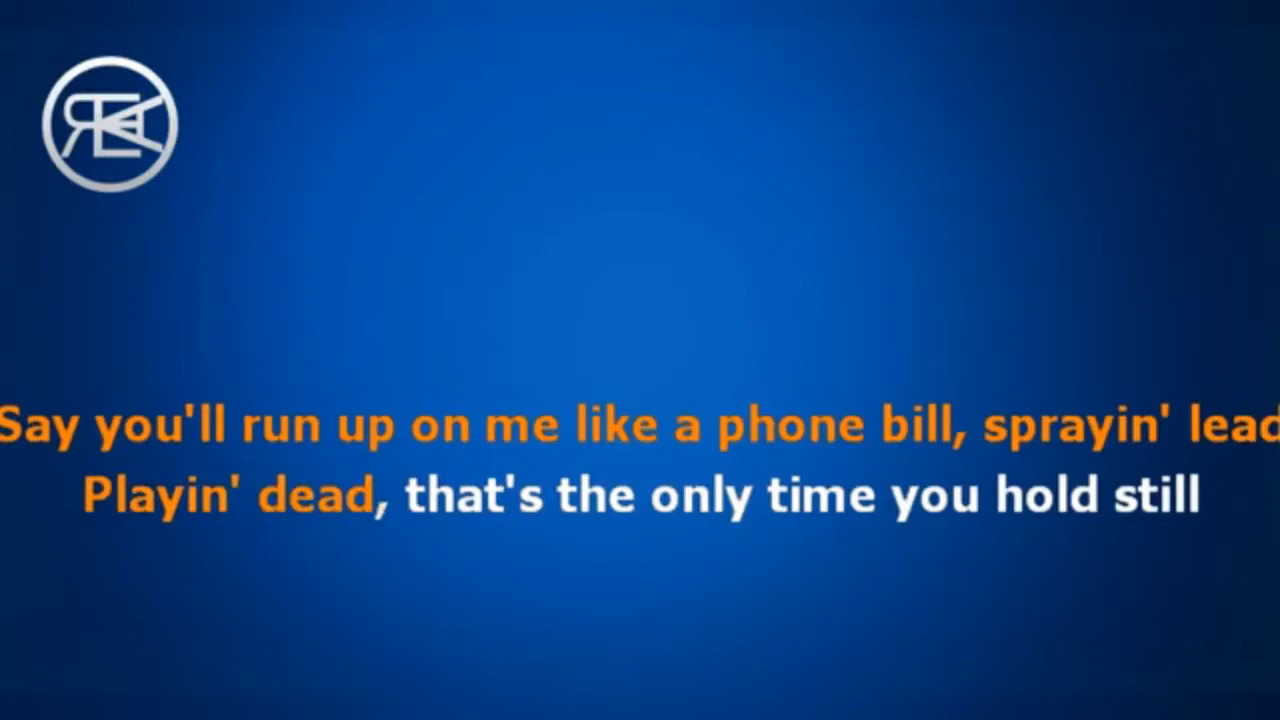 Say you'll run up on me like a phone bill, sprayin' lead
Playin' dead, that's the only time you hold still